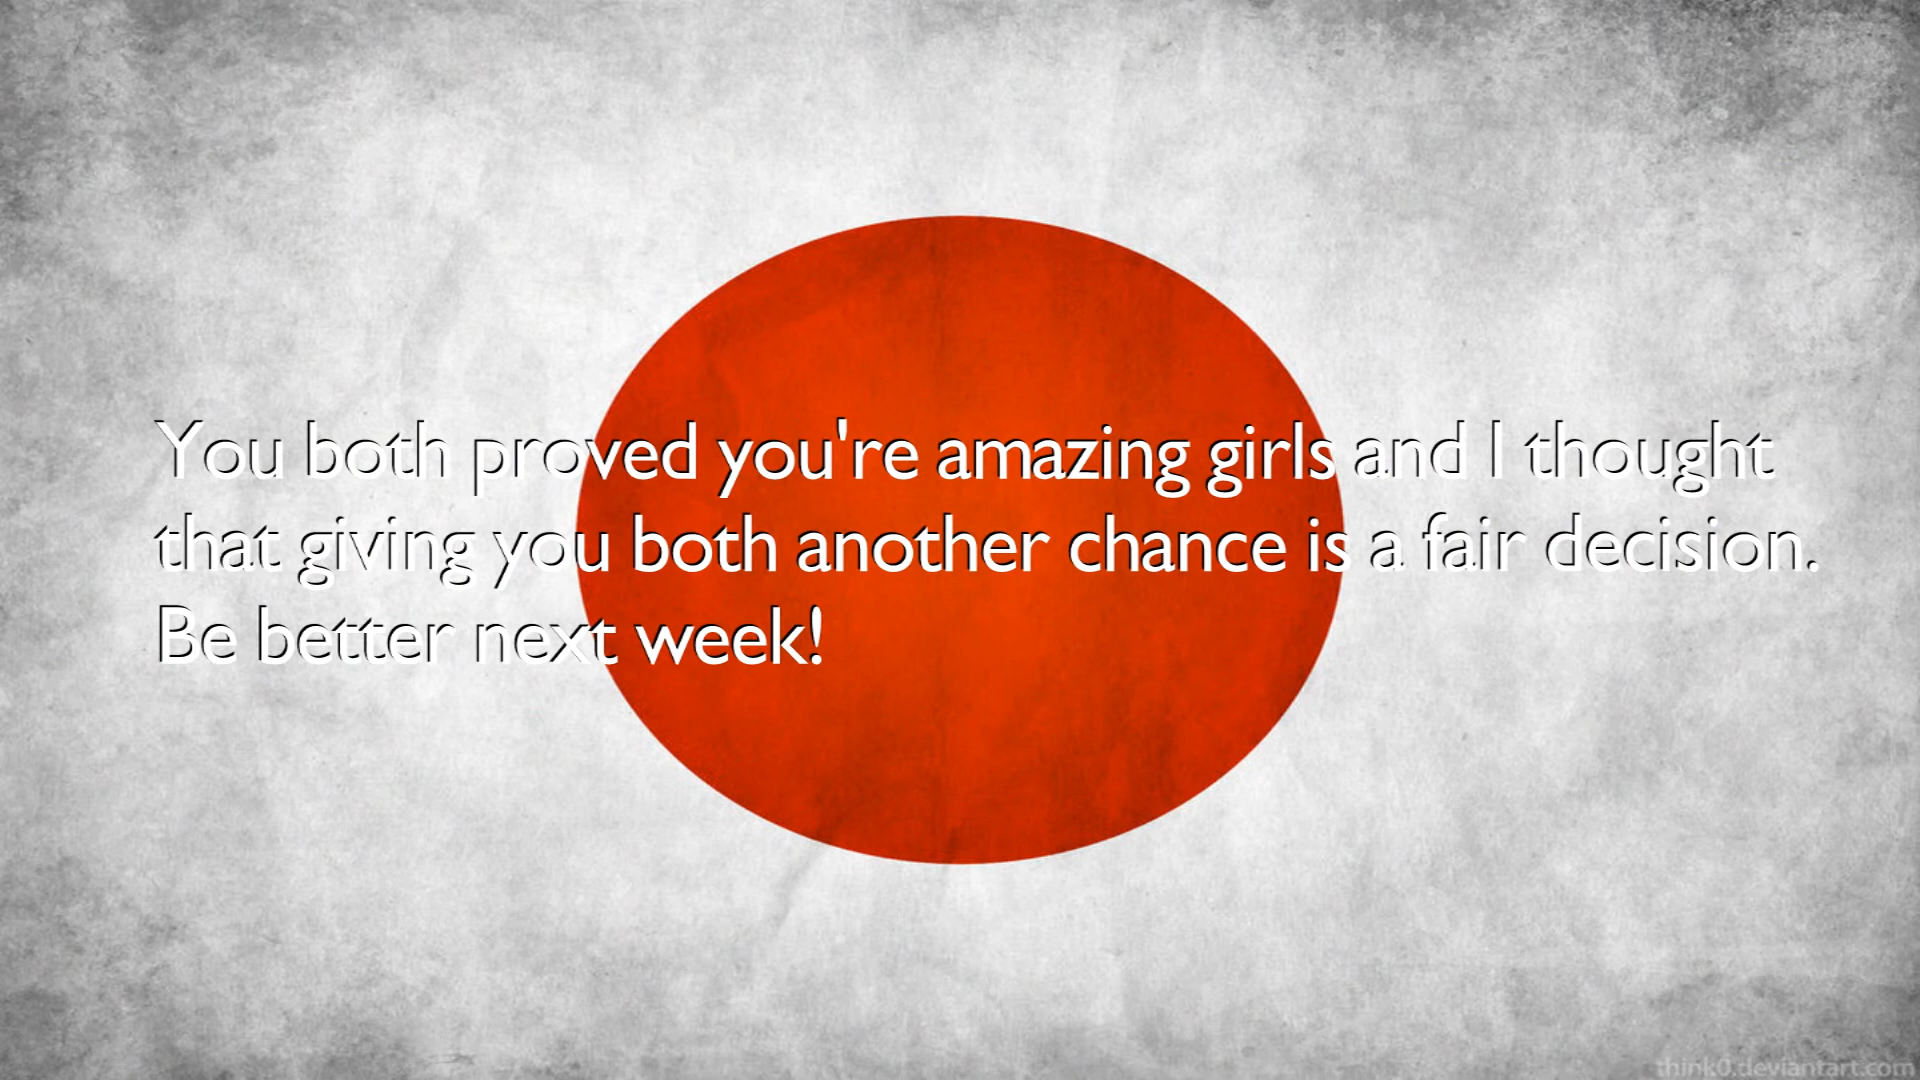 You both proved you're amazing girls and I thought
that giving you both another chance is a fair decision.
Be better next week!
think0.deviantart.com